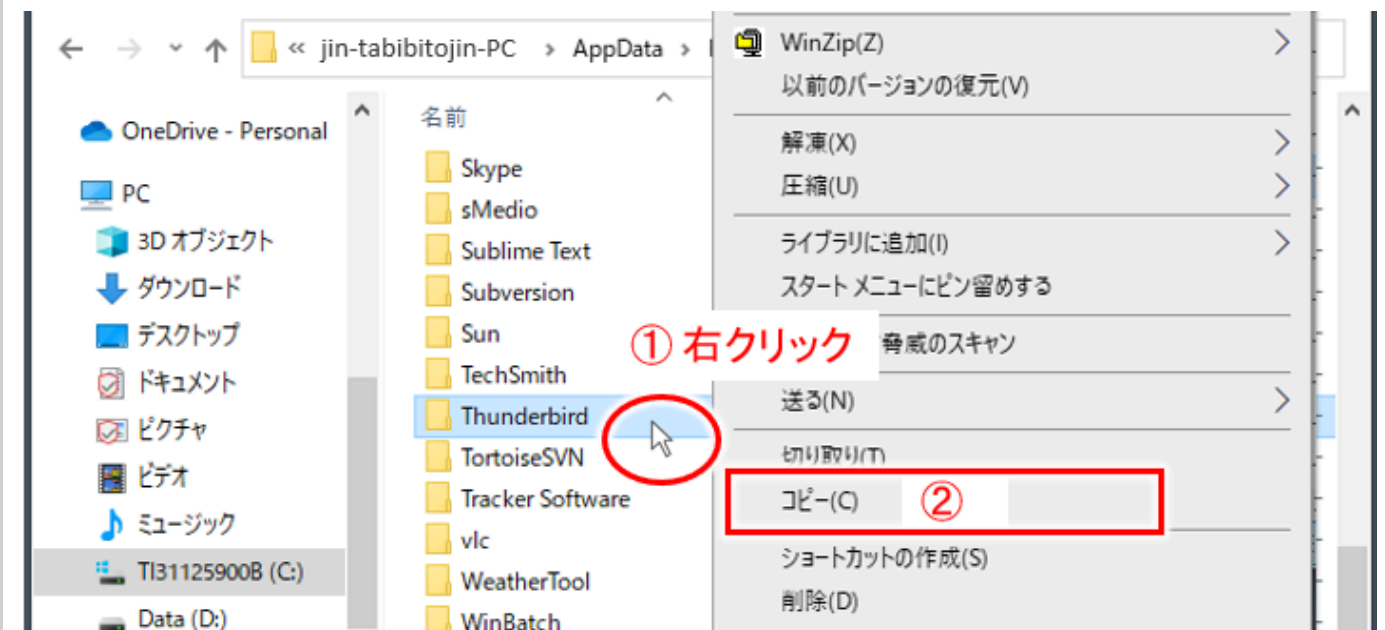 « jin-tabibitojin-PC > AppData >
OneDrive - Personal
PC
3D オブジェクト
ダウンロード
デスクトップ
ドキュメント
ピクチャ
ビデオ
ミュージック
TI31125900B (C:)
Data (D:)
名前
Skype
sMedio
Sublime Text
Subversion
Sun
TechSmith
Thunderbird
TortoiseSVN
Tracker Software
vlc
WeatherTool
WinBatch
① 右クリック
WinZip(Z)
以前のバージョンの復元(V)
解凍(X)
圧縮(U)
ライブラリに追加(I)
スタート メニューにピン留めする
脅威のスキャン
送る(N)
切り取り(T)
コピー(C) ②
ショートカットの作成(S)
削除(D)